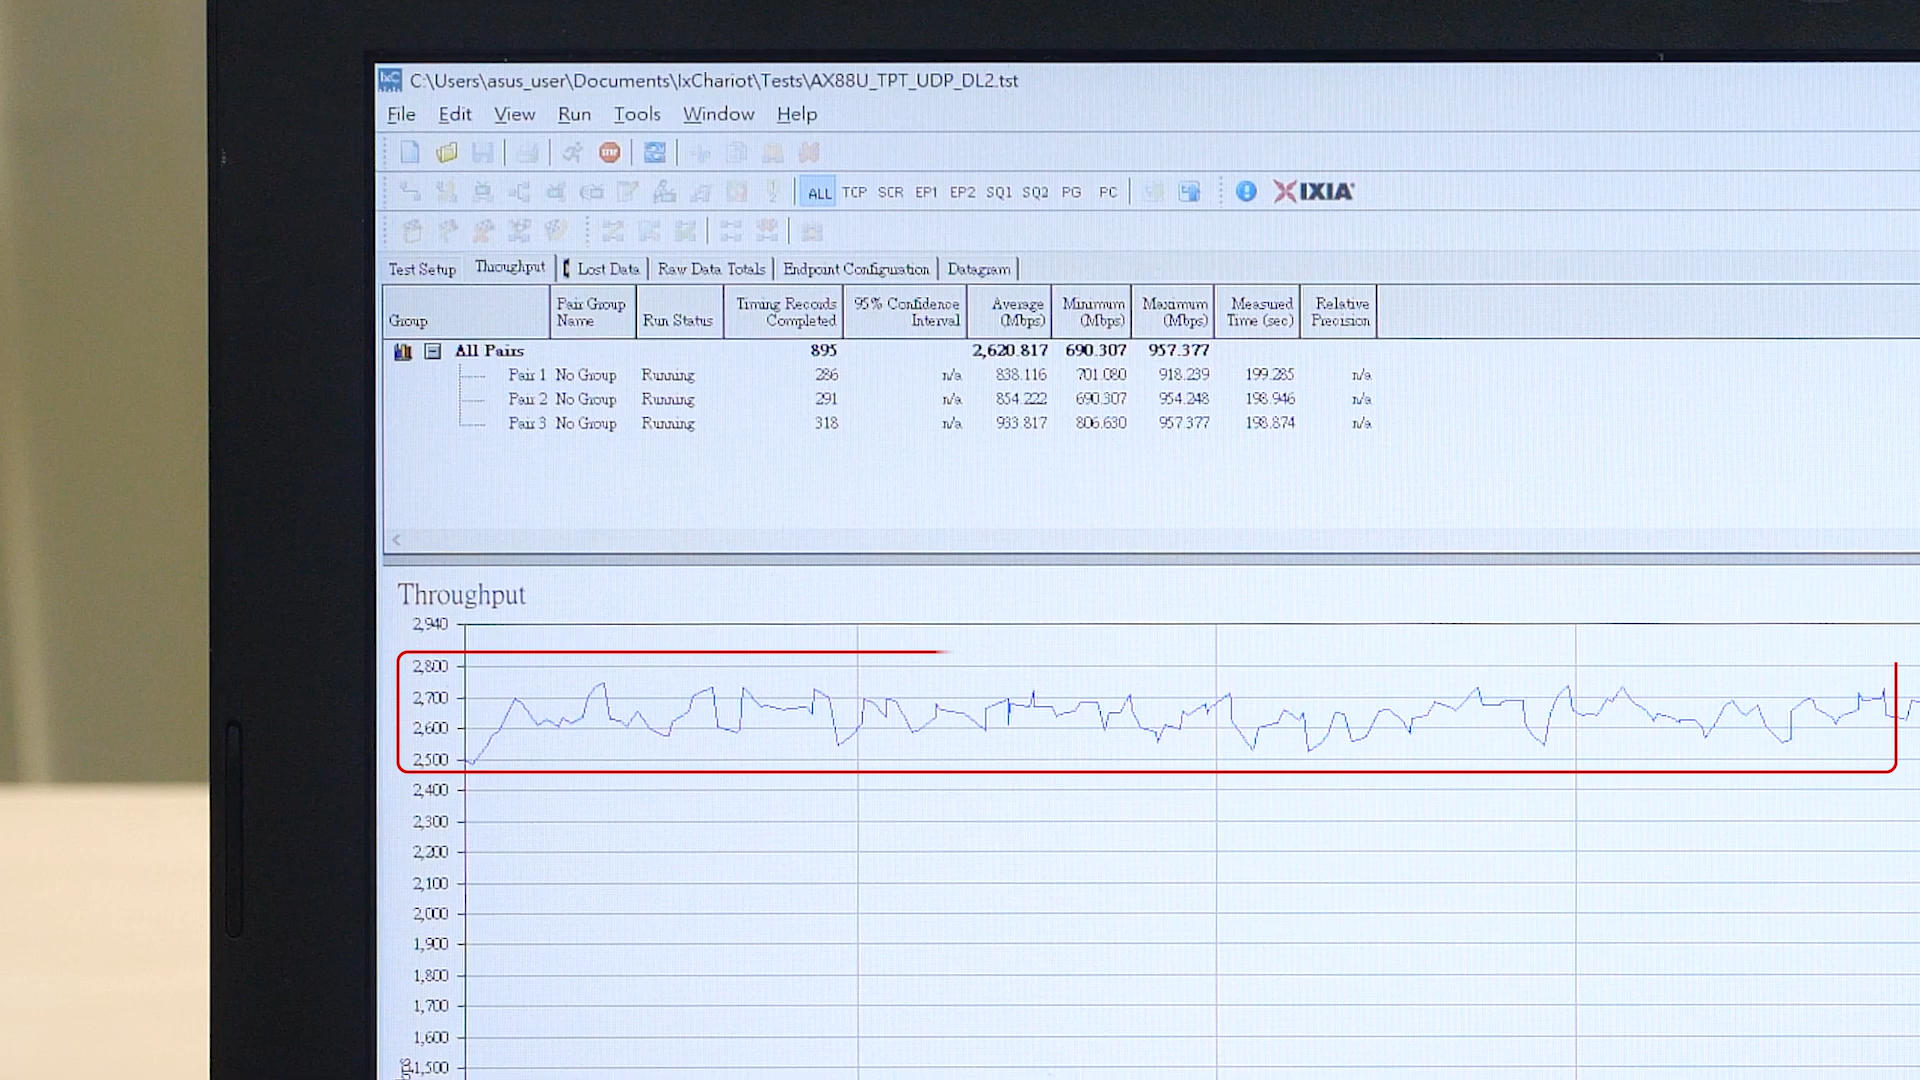 IxC C:\Users\asus_user\Documents\IxChariot\Tests\AX88U_TPT_UDP_DL2.tst
File Edit View Run Tools Window Help
STOP
ALL TCP SCR EP1 EP2 SQ1 SQ2 PG PC XIXIA
Test Setup Throughput Lost Data Raw Data Totals Endpoint Configuration Datagram
Group Pair Group Name Run Status Timing Records Completed 95% Confidence Interval Average (Mbps) Minimum (Mbps) Maximum (Mbps) Measured Time (sec) Relative Precision
All Pairs 895 2,620.817 690.307 957.377
Pair 1 No Group Running 286 n/a 838.116 701.080 918.239 199.285 n/a
Pair 2 No Group Running 291 n/a 854.222 690.307 954.248 198.946 n/a
Pair 3 No Group Running 318 n/a 933.817 806.630 957.377 198.874 n/a
Throughput
2,940
2,800
2,700
2,600
2,500
2,400
2,300
2,200
2,100
2,000
1,900
1,800
1,700
1,600
1,500